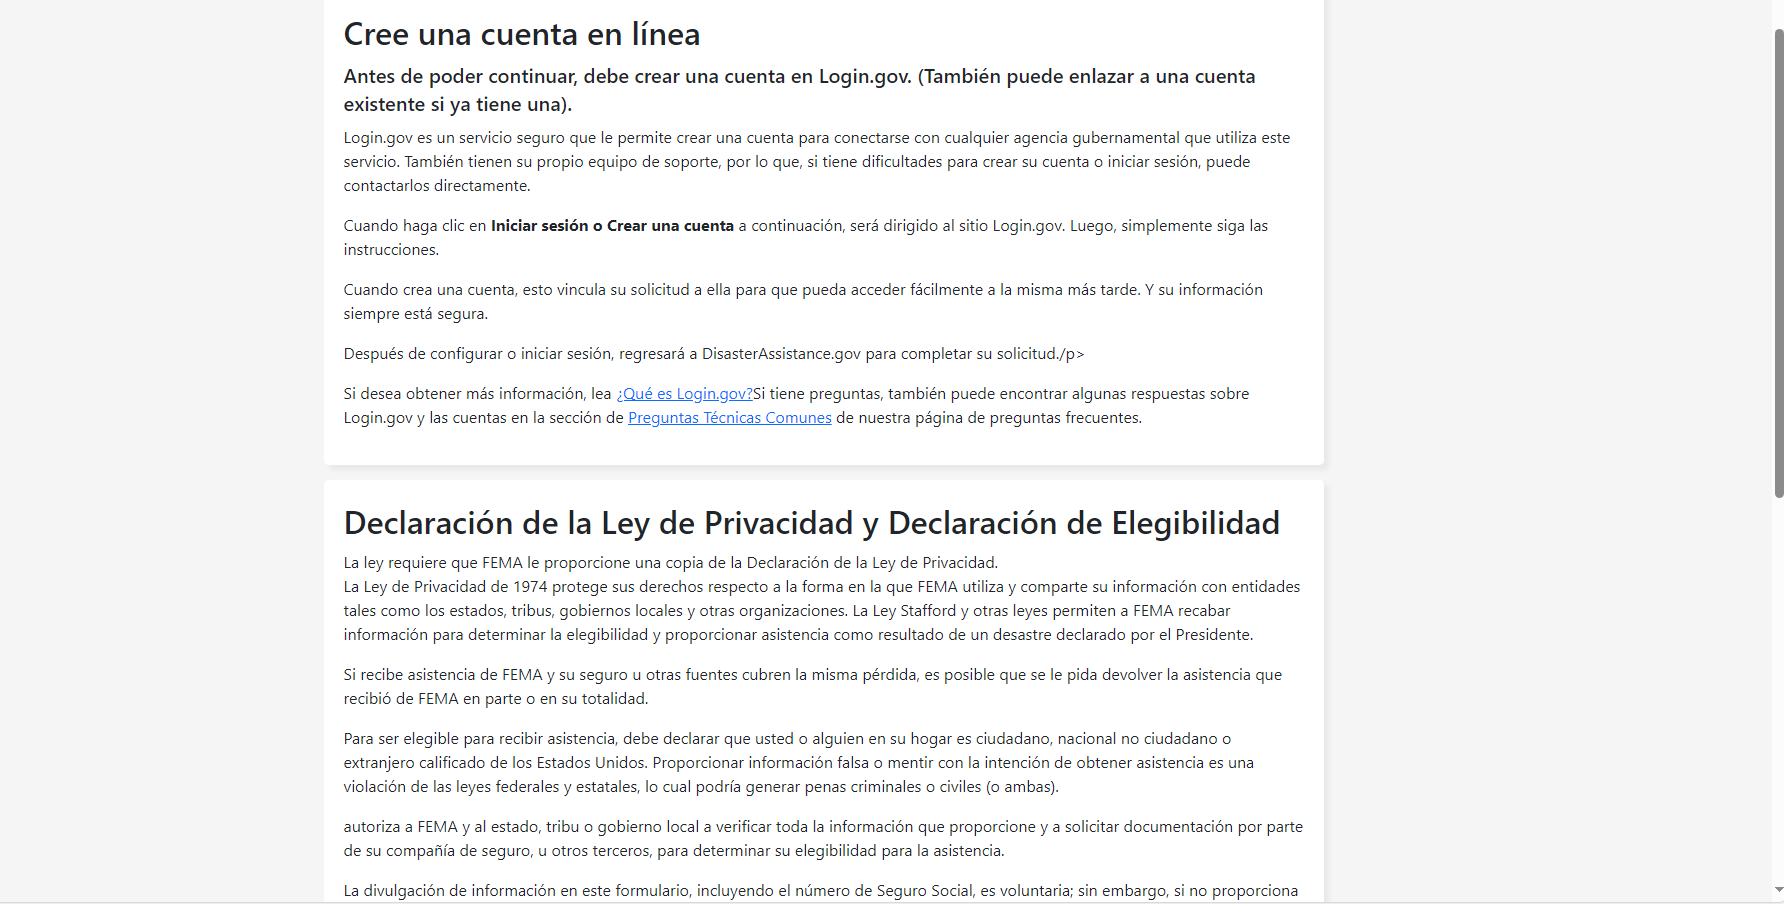 Cree una cuenta en línea
Antes de poder continuar, debe crear una cuenta en Login.gov. (También puede enlazar a una cuenta
existente si ya tiene una).
Login.gov es un servicio seguro que le permite crear una cuenta para conectarse con cualquier agencia gubernamental que utiliza este
servicio. También tienen su propio equipo de soporte, por lo que, si tiene dificultades para crear su cuenta o iniciar sesión, puede
contactarlos directamente.
Cuando haga clic en Iniciar sesión o Crear una cuenta a continuación, será dirigido al sitio Login.gov. Luego, simplemente siga las
instrucciones.
Cuando crea una cuenta, esto vincula su solicitud a ella para que pueda acceder fácilmente a la misma más tarde. Y su información
siempre está segura.
Después de configurar o iniciar sesión, regresará a DisasterAssistance.gov para completar su solicitud./p>
Si desea obtener más información, lea ¿Qué es Login.gov?Si tiene preguntas, también puede encontrar algunas respuestas sobre
Login.gov y las cuentas en la sección de Preguntas Técnicas Comunes de nuestra página de preguntas frecuentes.
Declaración de la Ley de Privacidad y Declaración de Elegibilidad
La ley requiere que FEMA le proporcione una copia de la Declaración de la Ley de Privacidad.
La Ley de Privacidad de 1974 protege sus derechos respecto a la forma en la que FEMA utiliza y comparte su información con entidades
tales como los estados, tribus, gobiernos locales y otras organizaciones. La Ley Stafford y otras leyes permiten a FEMA recabar
información para determinar la elegibilidad y proporcionar asistencia como resultado de un desastre declarado por el Presidente.
Si recibe asistencia de FEMA y su seguro u otras fuentes cubren la misma pérdida, es posible que se le pida devolver la asistencia que
recibió de FEMA en parte o en su totalidad.
Para ser elegible para recibir asistencia, debe declarar que usted o alguien en su hogar es ciudadano, nacional no ciudadano o
extranjero calificado de los Estados Unidos. Proporcionar información falsa o mentir con la intención de obtener asistencia es una
violación de las leyes federales y estatales, lo cual podría generar penas criminales o civiles (o ambas).
autoriza a FEMA y al estado, tribu o gobierno local a verificar toda la información que proporcione y a solicitar documentación por parte
de su compañía de seguro, u otros terceros, para determinar su elegibilidad para la asistencia.
La divulgación de información en este formulario, incluyendo el número de Seguro Social, es voluntaria; sin embargo, si no proporciona